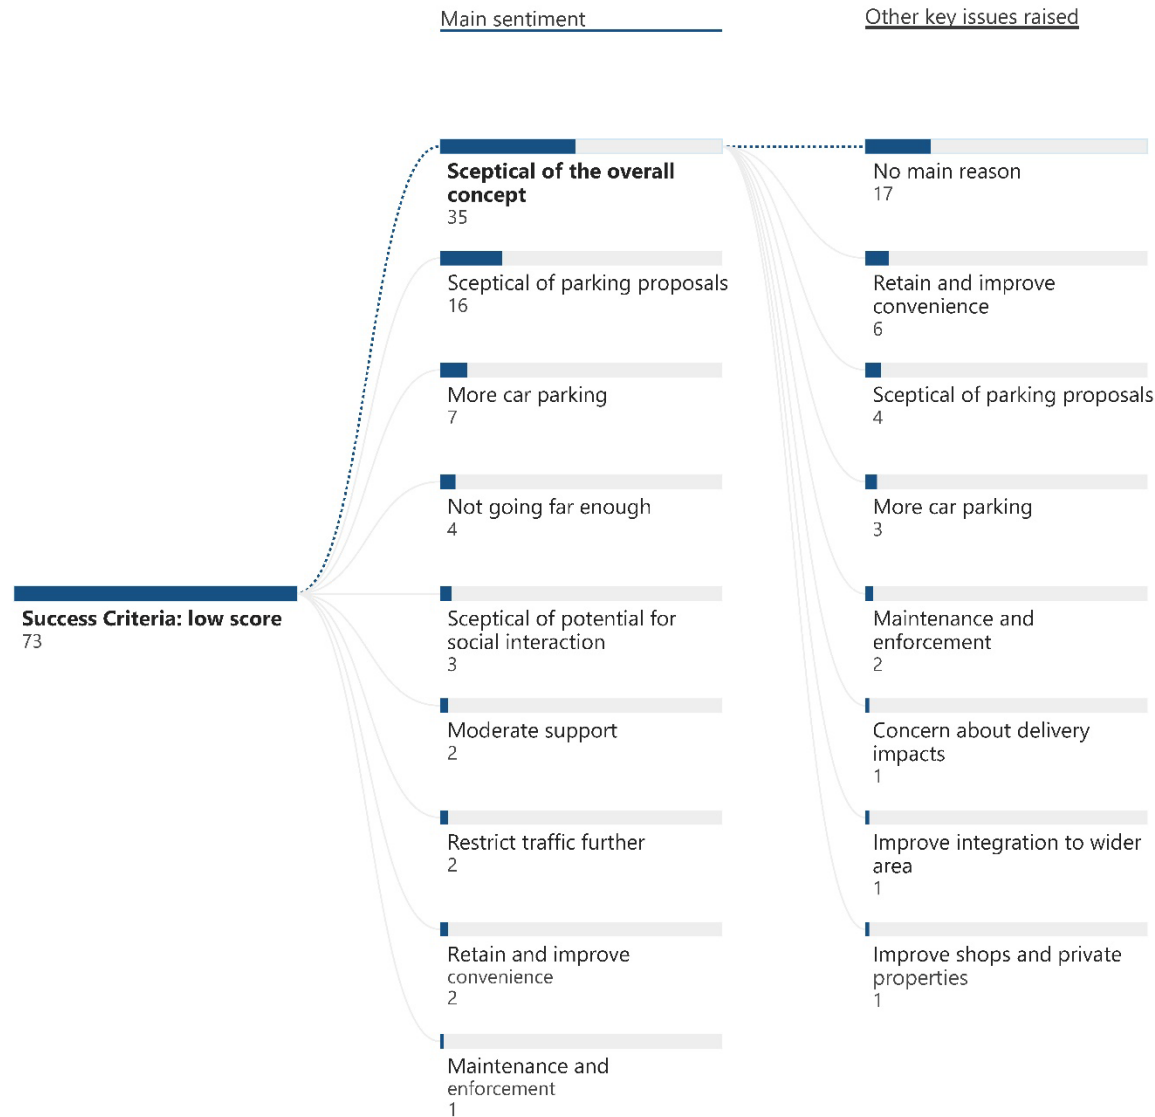 Main sentiment
Other key issues raised
Success Criteria: low score
73
Sceptical of the overall
concept
35
Sceptical of parking proposals
16
More car parking
7
Not going far enough
4
Sceptical of potential for
social interaction
3
Moderate support
2
Restrict traffic further
2
Retain and improve
convenience
2
Maintenance and
enforcement
1
No main reason
17
Retain and improve
convenience
6
Sceptical of parking proposals
4
More car parking
3
Maintenance and
enforcement
2
Concern about delivery
impacts
1
Improve integration to wider
area
1
Improve shops and private
properties
1